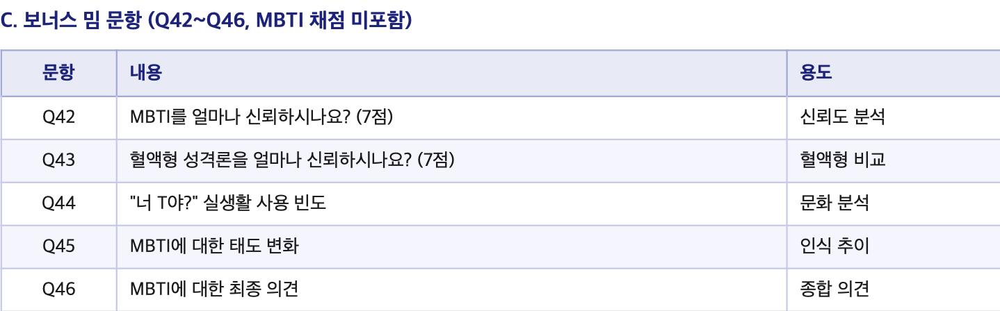 C. 보너스 밈 문항 (Q42~Q46, MBTI 채점 미포함)
문항 내용 용도
Q42 MBTI를 얼마나 신뢰하시나요? (7점) 신뢰도 분석
Q43 혈액형 성격론을 얼마나 신뢰하시나요? (7점) 혈액형 비교
Q44 "너 T야?" 실생활 사용 빈도 문화 분석
Q45 MBTI에 대한 태도 변화 인식 추이
Q46 MBTI에 대한 최종 의견 종합 의견